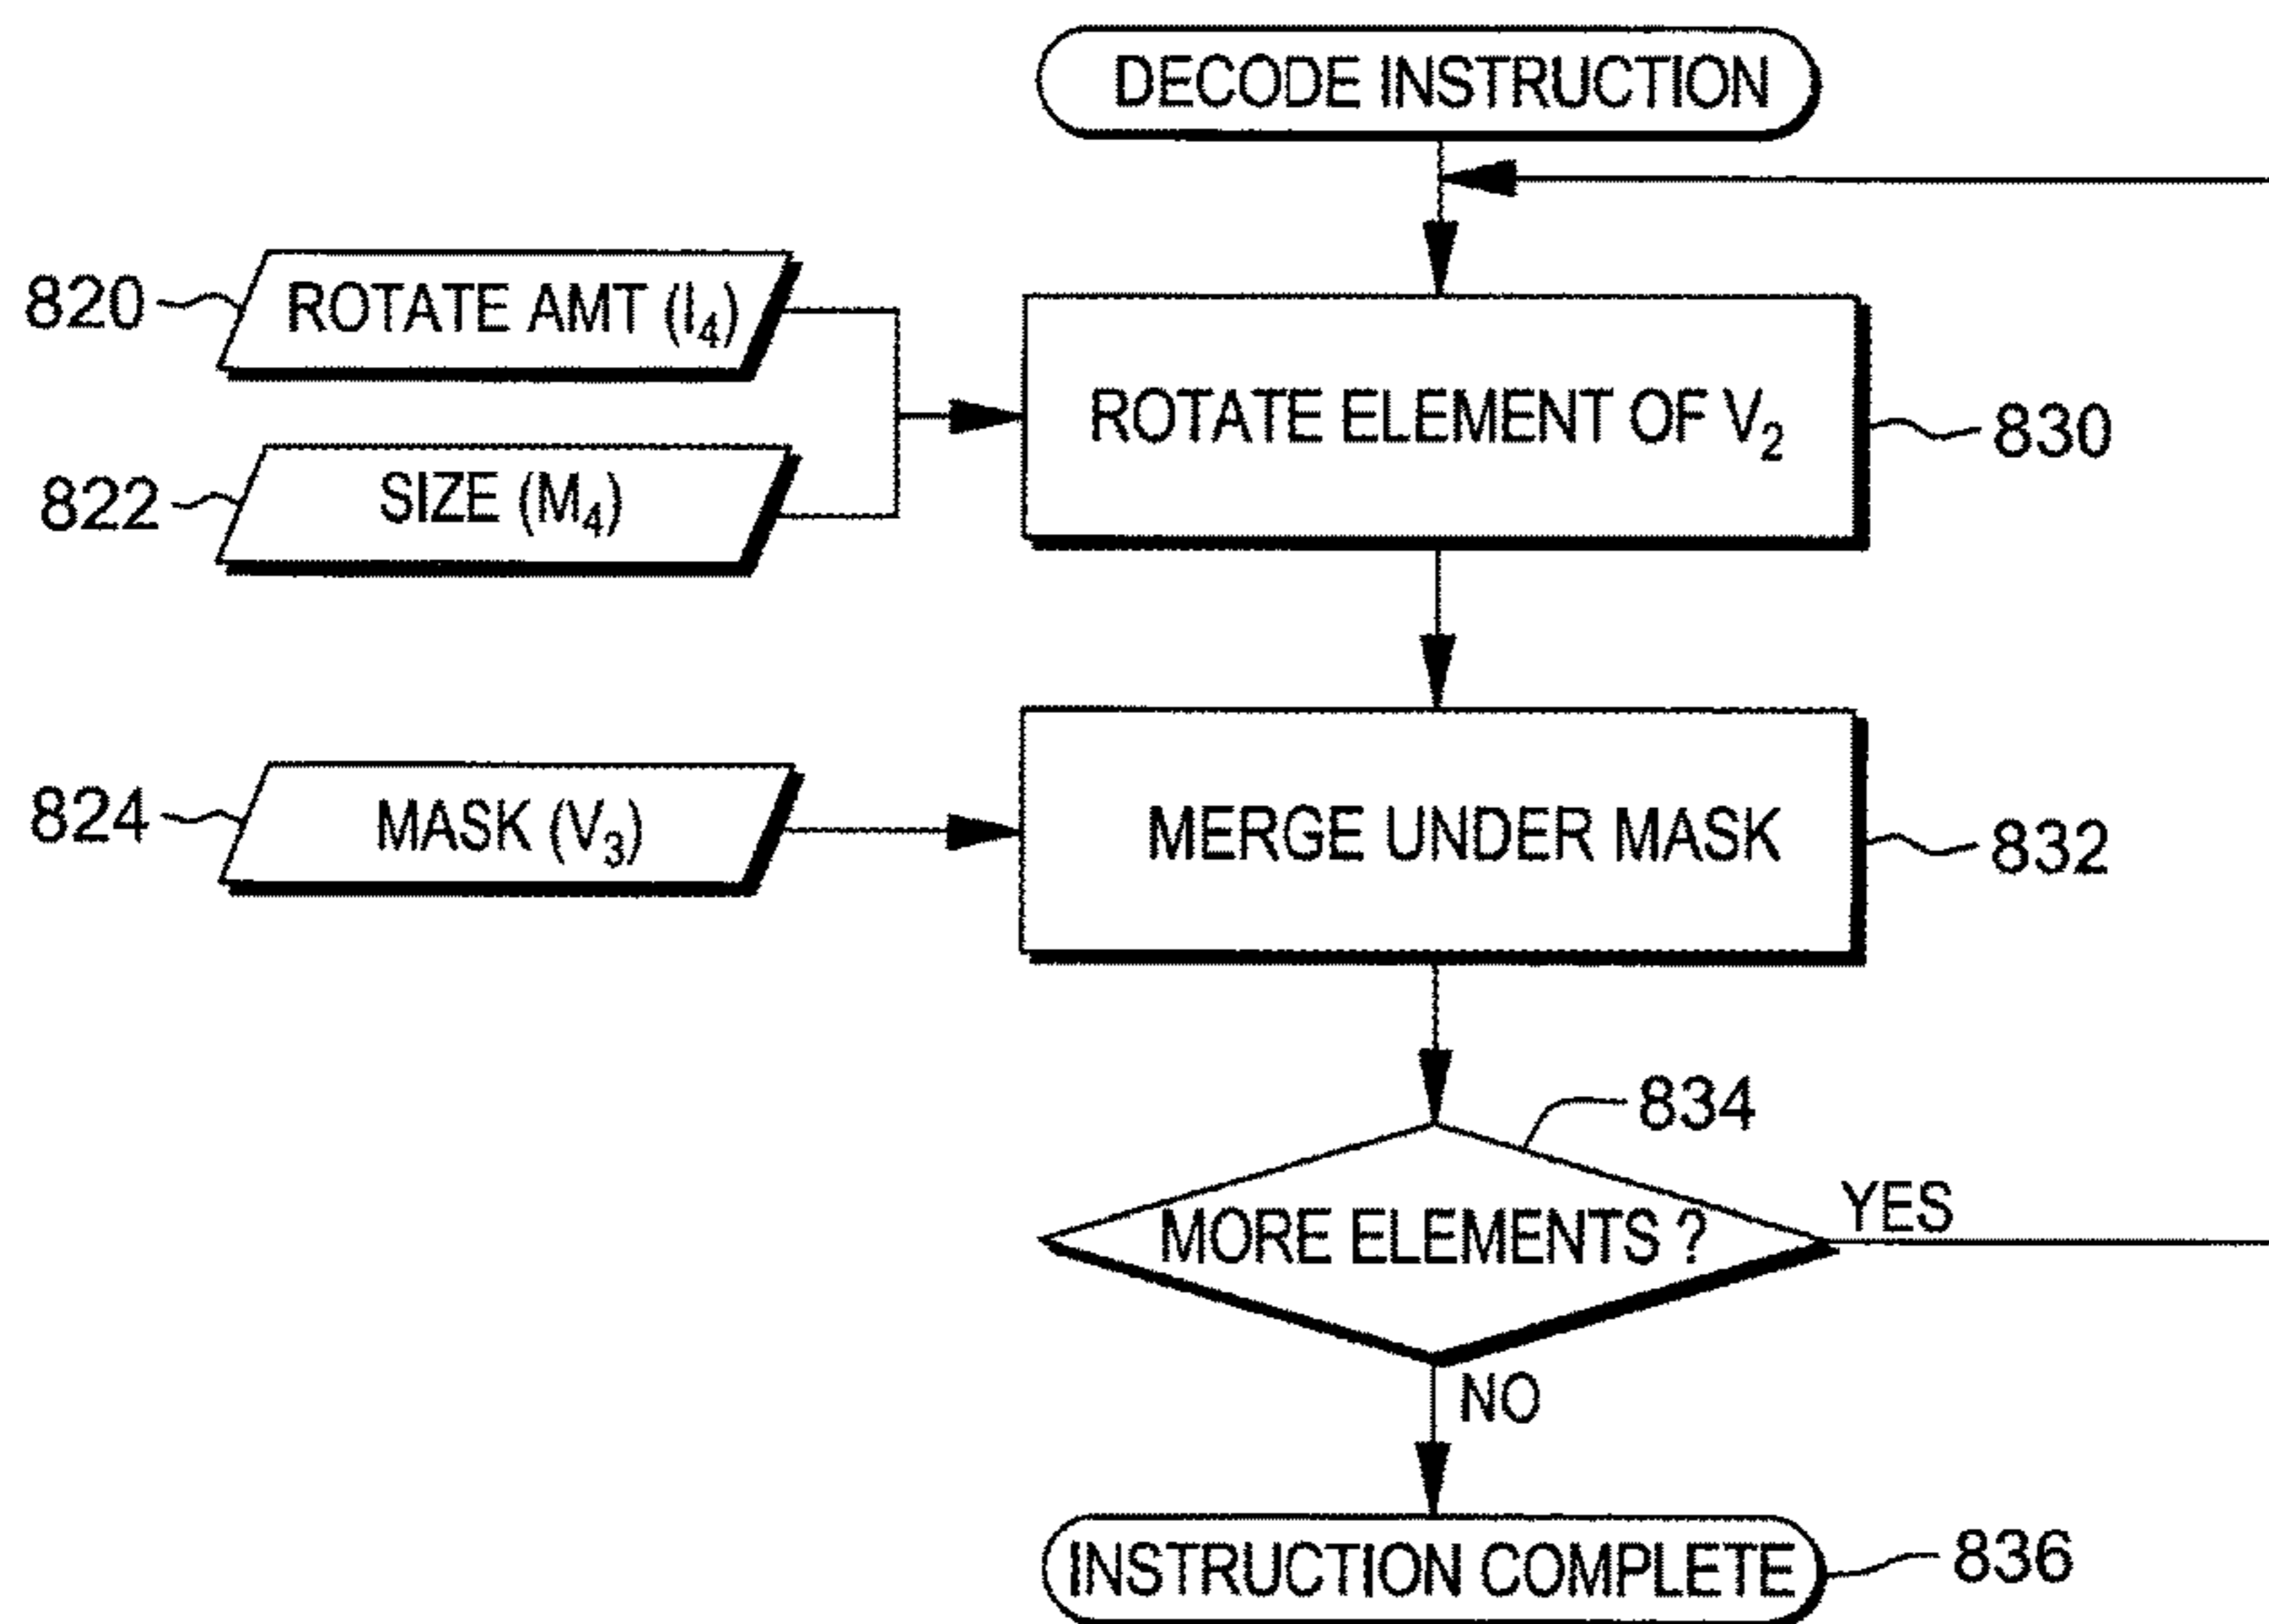 DECODE INSTRUCTION
820 ROTATE AMT (I₄)
822 SIZE (M₄)
ROTATE ELEMENT OF V₂ 830
824 MASK (V₃)
MERGE UNDER MASK 832
834
MORE ELEMENTS ?
YES
NO
INSTRUCTION COMPLETE 836